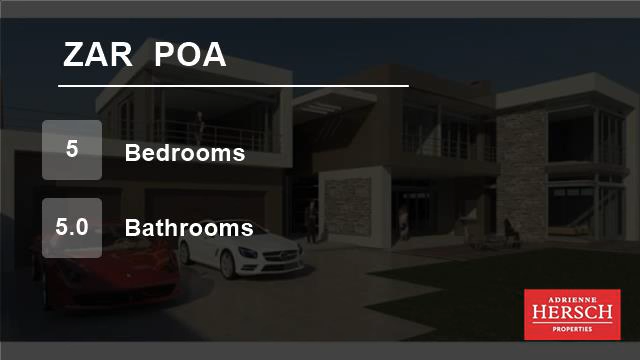 ZAR POA
5
Bedrooms
5.0
Bathrooms
ADRIENNE
HERSCH
PROPERTIES